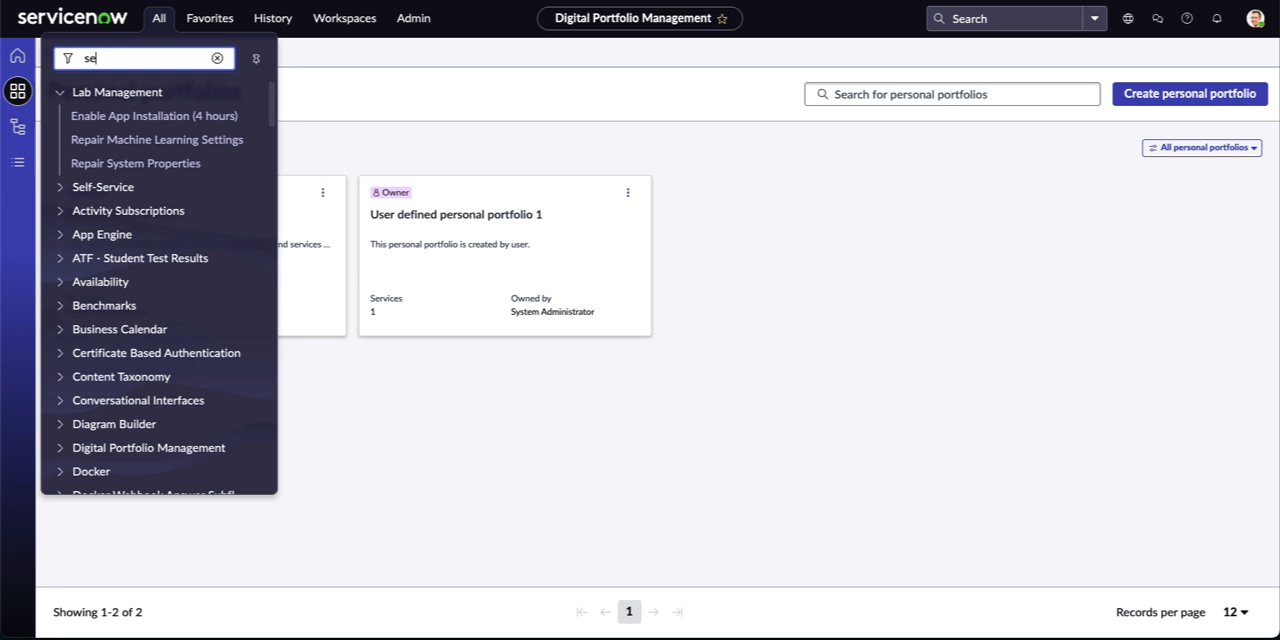 servicenow
All
Favorites
History
Workspaces
Admin
Digital Portfolio Management
Search
se
Lab Management
Enable App Installation (4 hours)
Repair Machine Learning Settings
Repair System Properties
Self-Service
Activity Subscriptions
App Engine
ATF - Student Test Results
Availability
Benchmarks
Business Calendar
Certificate Based Authentication
Content Taxonomy
Conversational Interfaces
Diagram Builder
Digital Portfolio Management
Docker
Search for personal portfolios
Create personal portfolio
All personal portfolios
nd services ...
Owner
User defined personal portfolio 1
This personal portfolio is created by user.
Services
1
Owned by
System Administrator
Showing 1-2 of 2
1
Records per page
12